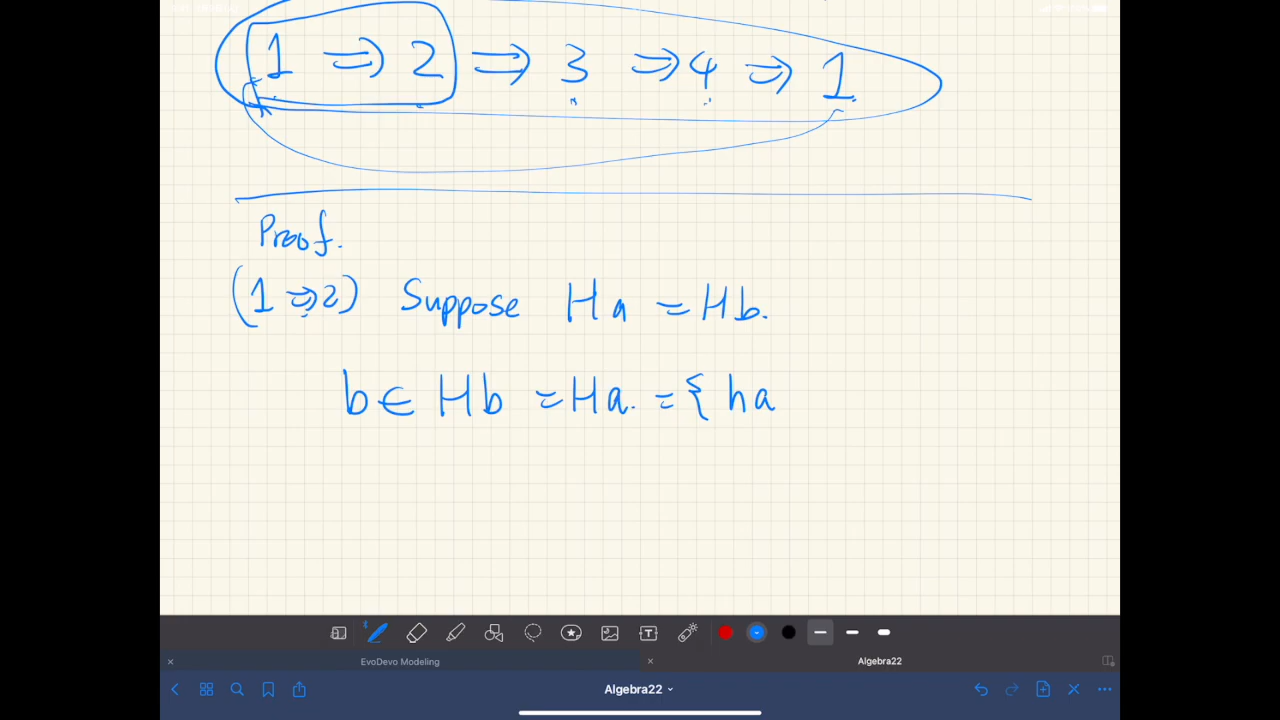 1 ⇒ 2 ⇒ 3 ⇒ 4 ⇒ 1
Proof.
(1 ⇒ 2) Suppose Ha = Hb.
b ∈ Hb = Ha. = { ha
EvoDevo Modeling
Algebra22
Algebra22